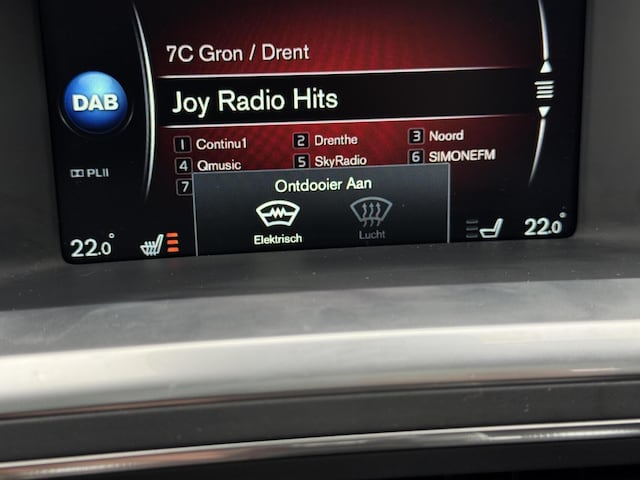 7C Gron / Drent
DAB
Joy Radio Hits
1 Continu1 2 Drenthe 3 Noord
4 Qmusic 5 SkyRadio 6 SIMONEFM
7
PLII
Ontdooier Aan
Elektrisch Lucht
22.0° 22.0°